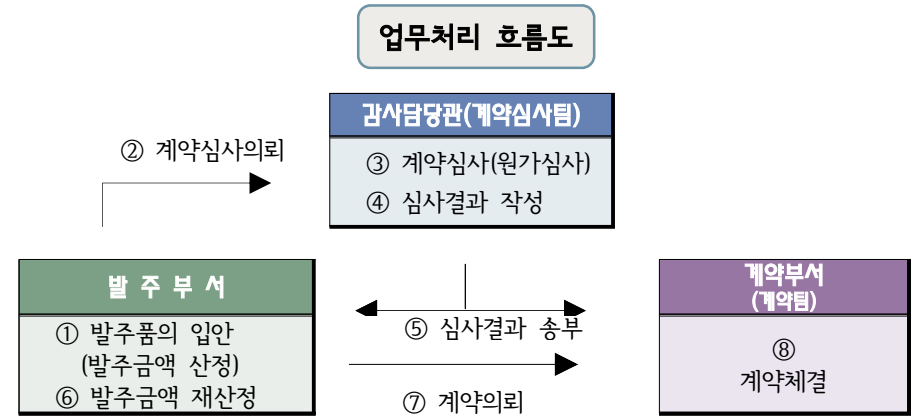 업무처리 흐름도
감사담당관(계약심사팀)
② 계약심사의뢰
③ 계약심사(원가심사)
④ 심사결과 작성
발 주 부 서
① 발주품의 입안
(발주금액 산정)
⑥ 발주금액 재산정
⑤ 심사결과 송부
⑦ 계약의뢰
계약부서
(계약팀)
⑧
계약체결